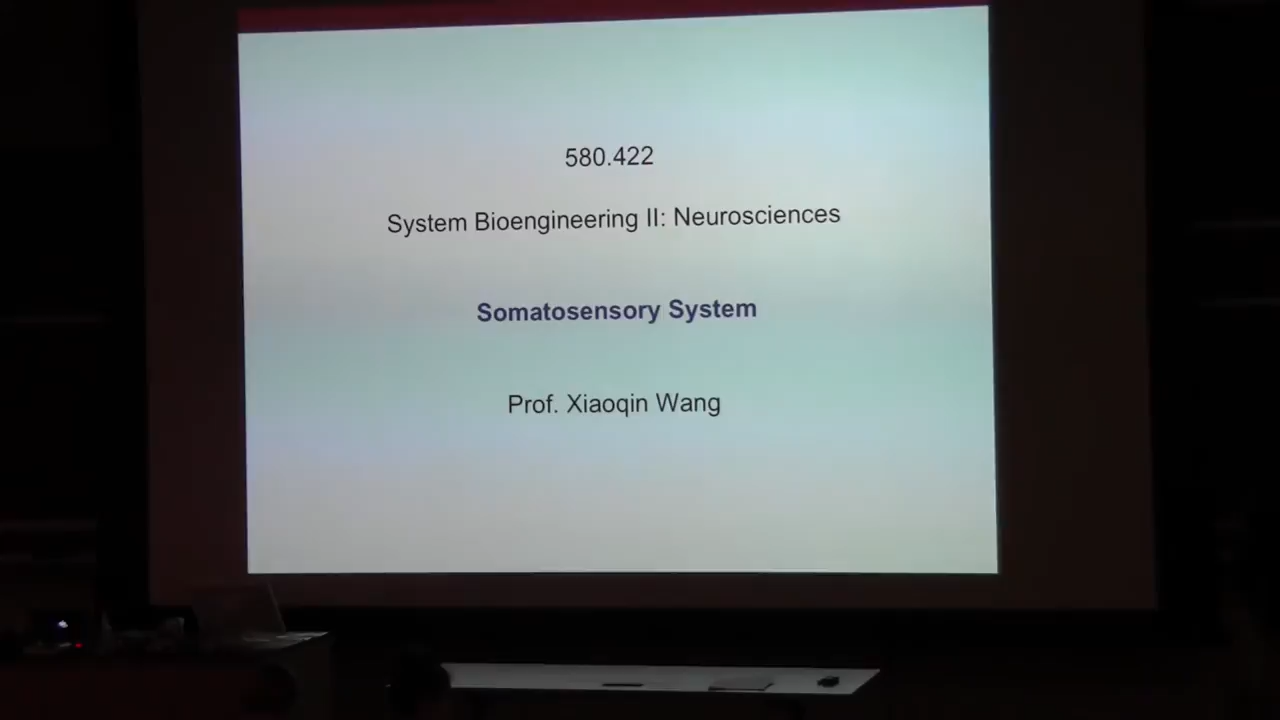 580.422
System Bioengineering II: Neurosciences
Somatosensory System
Prof. Xiaoqin Wang